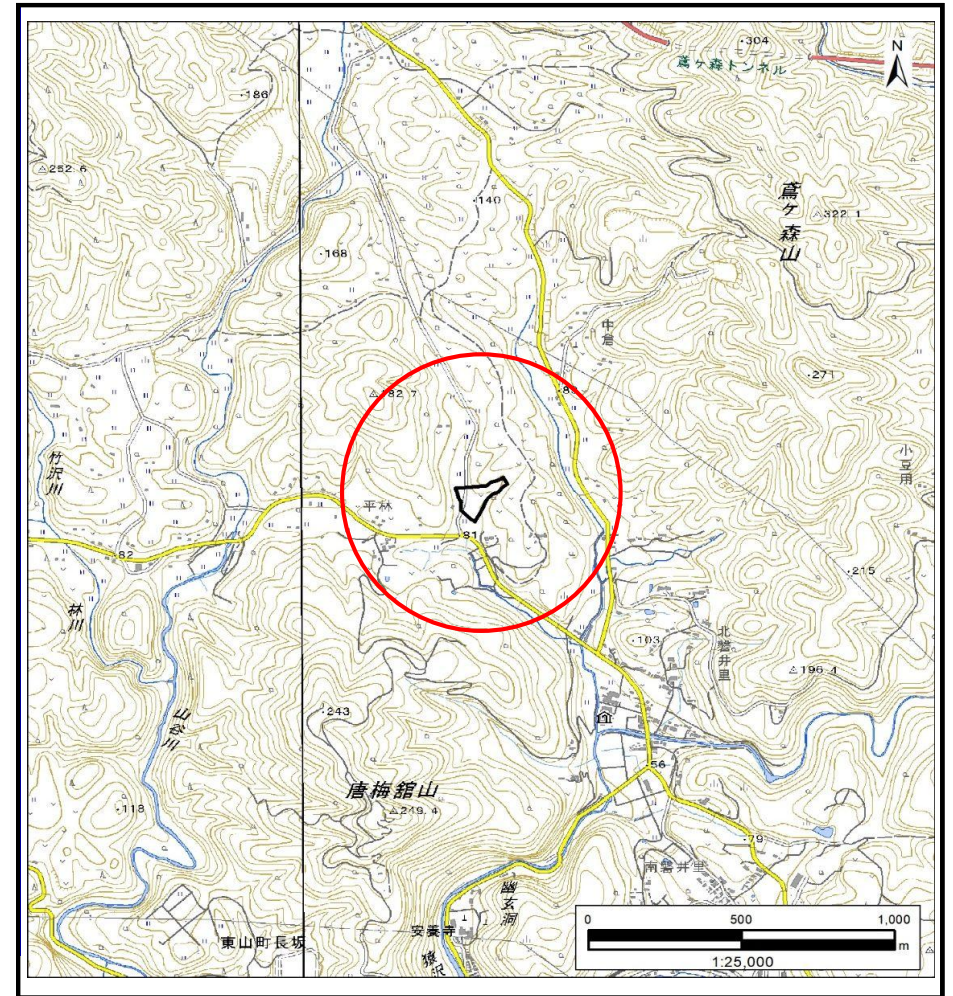 ・304
鳶ヶ森トンネル
N
・186
252.6
鳶ヶ森山
322.1
・140
・168
中倉
・271
182.7
・83
竹沢川
小豆用
平林
81
82
・215
林川
北磐井里
・103
196.4
山谷川
・243
唐梅舘山
249.4
・56
・118
・79
南磐井里
幽玄洞
安養寺
東山町長坂
猿沢
0 500 1,000
m
1:25,000